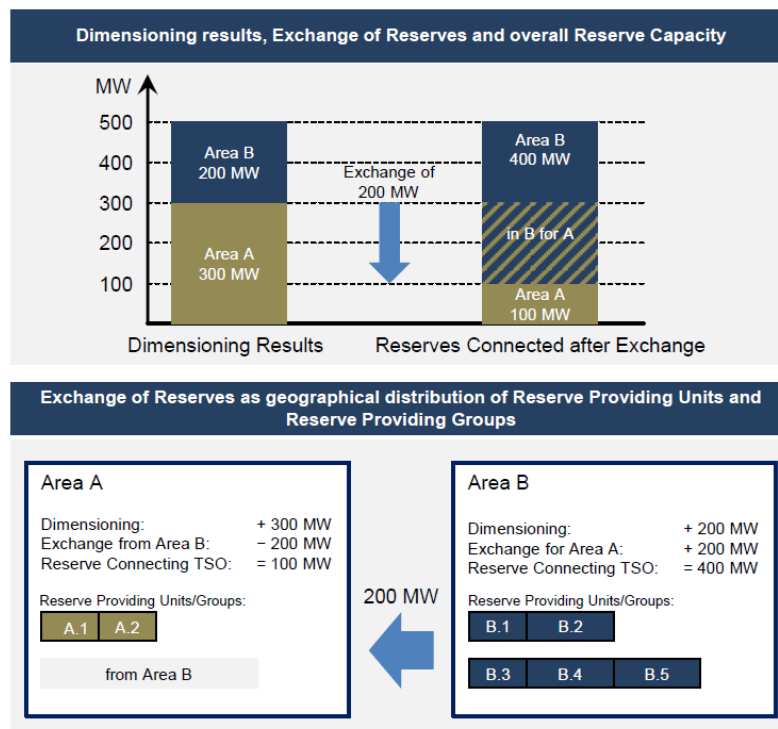 Dimensioning results, Exchange of Reserves and overall Reserve Capacity
MW
500
400
300
200
100
Area B
200 MW
Area A
300 MW
Exchange of
200 MW
Area B
400 MW
in B for A
Area A
100 MW
Dimensioning Results
Reserves Connected after Exchange
Exchange of Reserves as geographical distribution of Reserve Providing Units and
Reserve Providing Groups
Area A
Dimensioning: + 300 MW
Exchange from Area B: − 200 MW
Reserve Connecting TSO: = 100 MW
Reserve Providing Units/Groups:
A.1 A.2
from Area B
200 MW
Area B
Dimensioning: + 200 MW
Exchange for Area A: + 200 MW
Reserve Connecting TSO: = 400 MW
Reserve Providing Units/Groups:
B.1 B.2
B.3 B.4 B.5